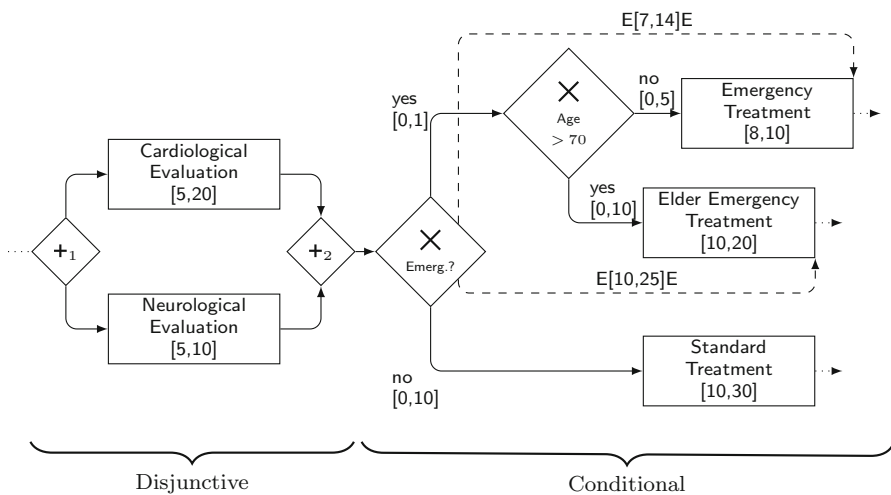 E[7,14]E
yes
[0,1]
×
Age
> 70
no
[0,5]
Emergency
Treatment
[8,10]
Cardiological
Evaluation
[5,20]
yes
[0,10]
Elder Emergency
Treatment
[10,20]
+1
+2
×
Emerg.?
E[10,25]E
Neurological
Evaluation
[5,10]
no
[0,10]
Standard
Treatment
[10,30]
Disjunctive
Conditional